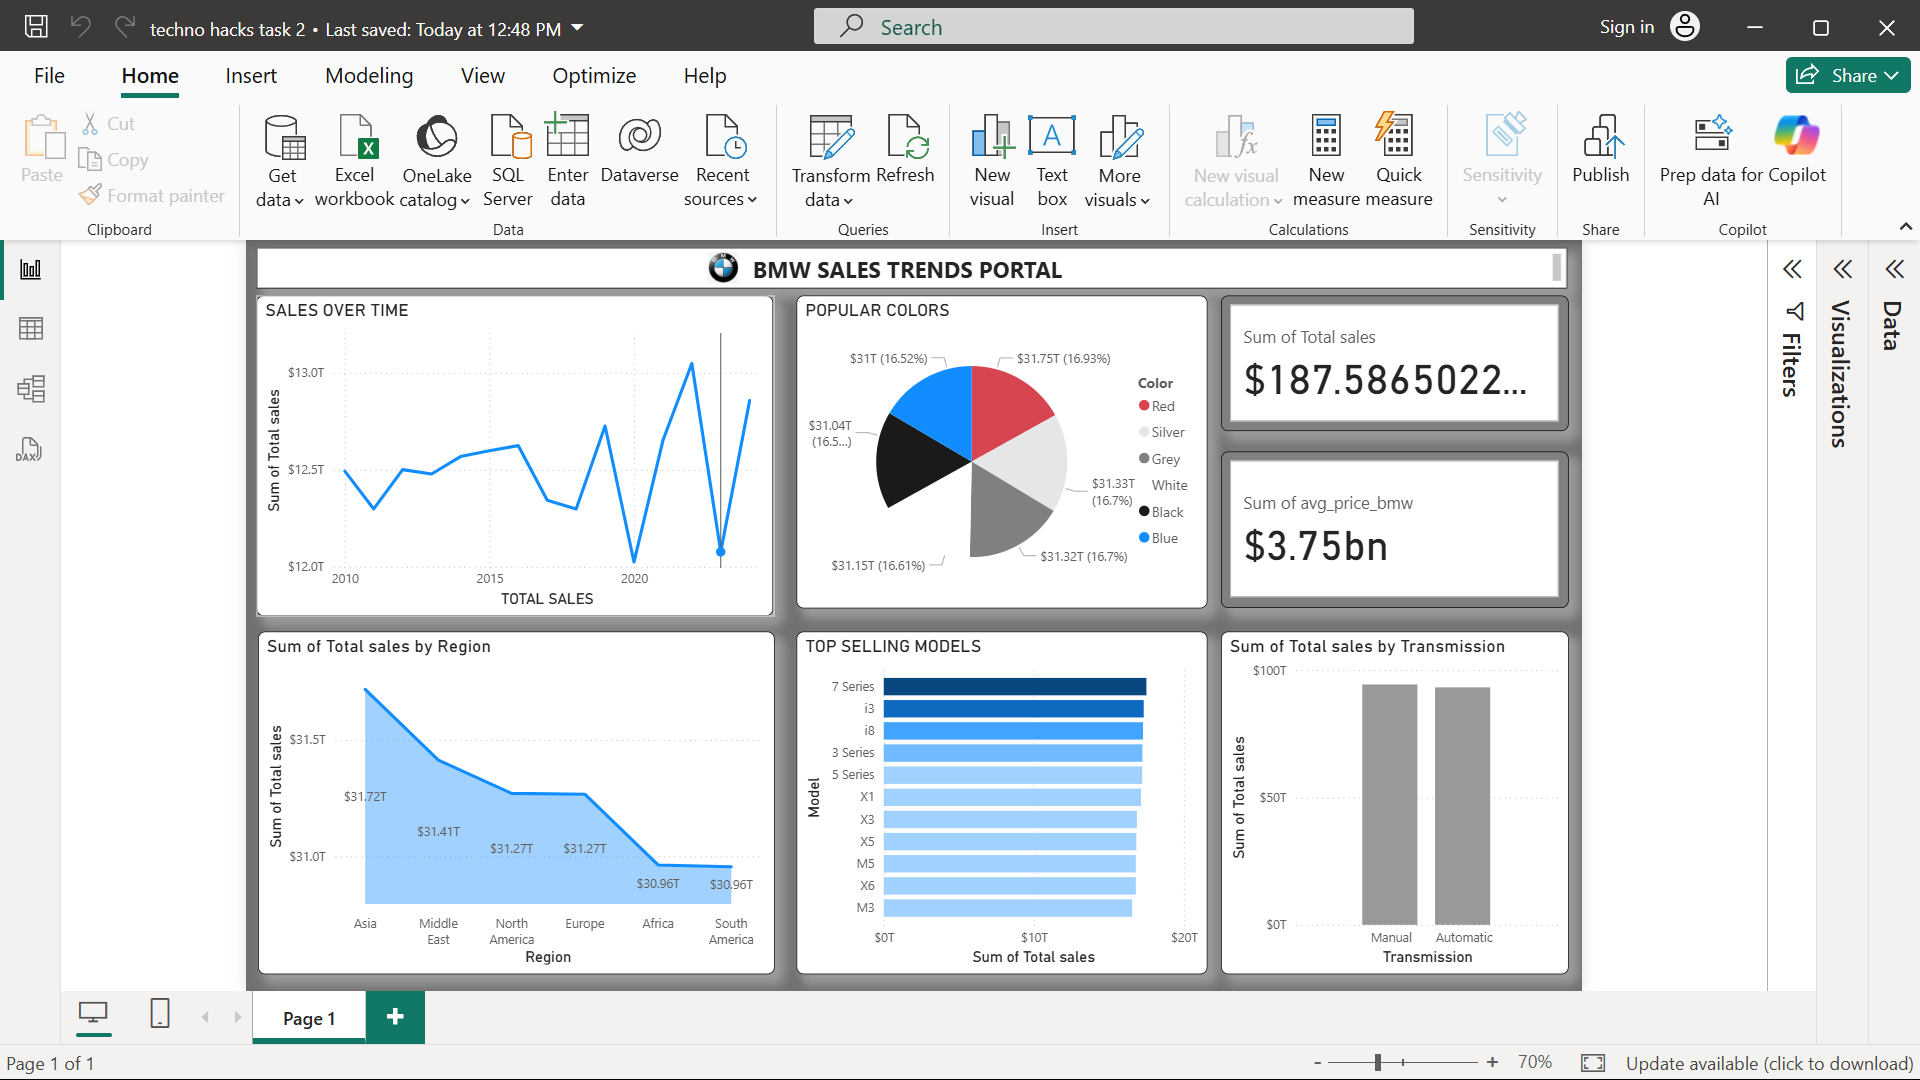 techno hacks task 2 • Last saved: Today at 12:48 PM
Search
Sign in
File
Home
Insert
Modeling
View
Optimize
Help
Share
Paste
Cut
Copy
Format painter
Clipboard
Get data
Excel workbook
OneLake catalog
SQL Server
Enter data
Dataverse
Recent sources
Data
Transform data
Refresh
Queries
New visual
Text box
More visuals
Insert
New visual calculation
New measure
Quick measure
Calculations
Sensitivity
Sensitivity
Publish
Share
Prep data for AI
Copilot
Copilot
DAX
BMW SALES TRENDS PORTAL
SALES OVER TIME
Sum of Total sales
$13.0T
$12.5T
$12.0T
2010
2015
2020
TOTAL SALES
POPULAR COLORS
$31T (16.52%)
$31.75T (16.93%)
$31.04T
(16.5...)
$31.33T
(16.7%)
$31.15T (16.61%)
$31.32T (16.7%)
Color
Red
Silver
Grey
White
Black
Blue
Sum of Total sales
$187.5865022...
Sum of avg_price_bmw
$3.75bn
Sum of Total sales by Region
Sum of Total sales
$31.5T
$31.0T
$31.72T
$31.41T
$31.27T
$31.27T
$30.96T
$30.96T
Asia
Middle East
North America
Europe
Africa
South America
Region
TOP SELLING MODELS
Model
7 Series
i3
i8
3 Series
5 Series
X1
X3
X5
M5
X6
M3
$0T
$10T
$20T
Sum of Total sales
Sum of Total sales by Transmission
Sum of Total sales
$100T
$50T
$0T
Manual
Automatic
Transmission
Filters
Visualizations
Data
Page 1
Page 1 of 1
70%
Update available (click to download)